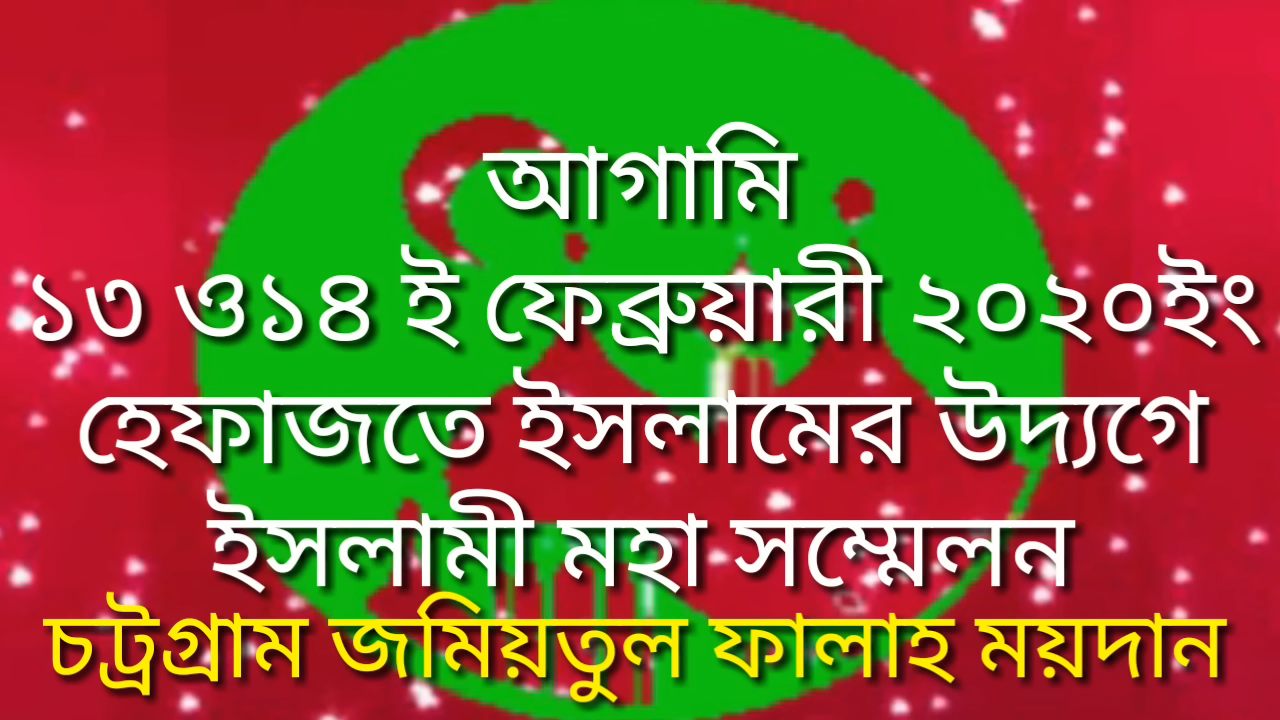 আগামি
১৩ ও১৪ ই ফেব্রুয়ারী ২০২০ইং
হেফাজতে ইসলামের উদ্যগে
ইসলামী মহা সম্মেলন
চট্রগ্রাম জমিয়তুল ফালাহ ময়দান